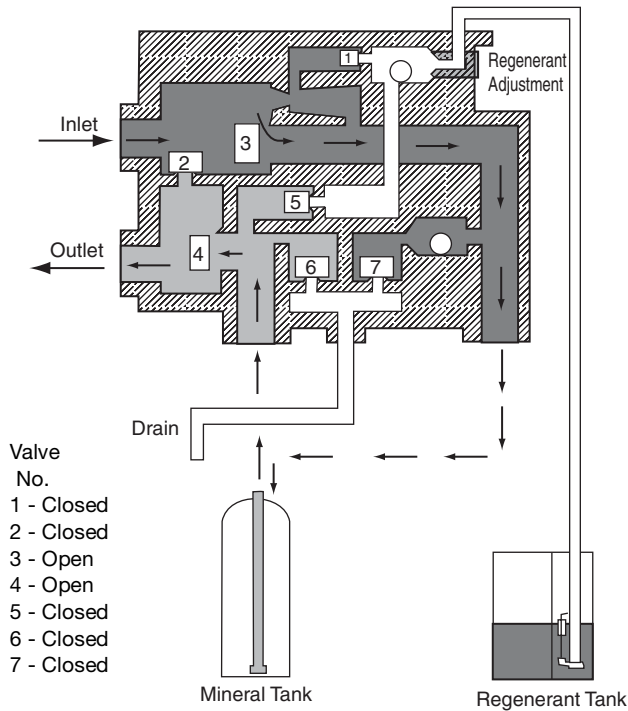 1
Regenerant
Adjustment
Inlet
3
2
5
Outlet
4
6
7
Drain
Valve
No.
1 - Closed
2 - Closed
3 - Open
4 - Open
5 - Closed
6 - Closed
7 - Closed
Mineral Tank
Regenerant Tank